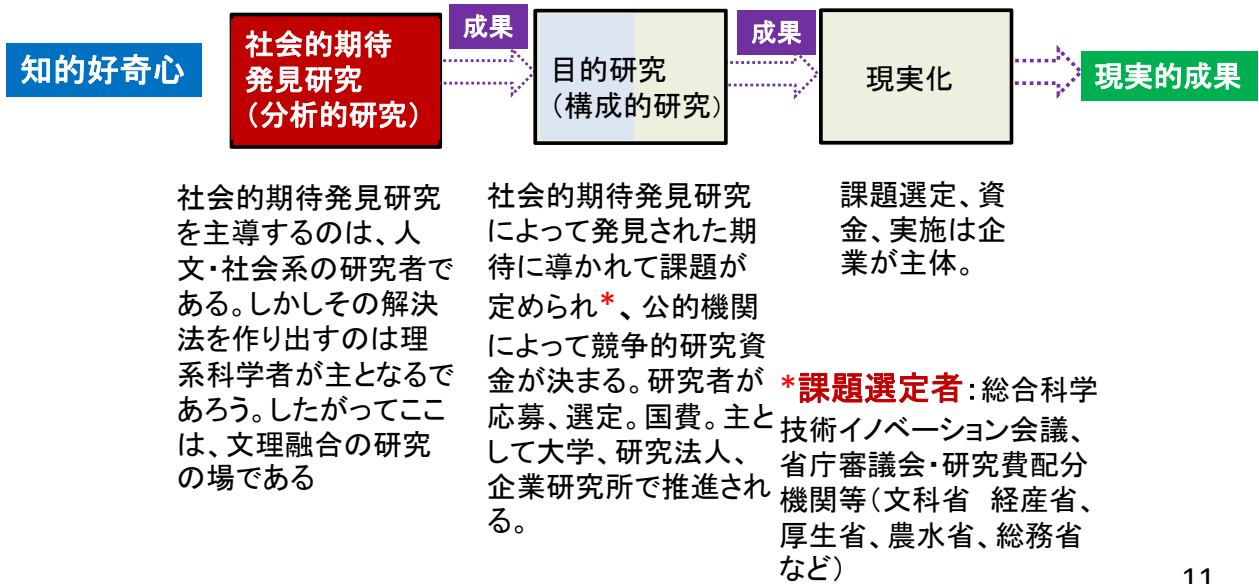 知的好奇心
社会的期待
発見研究
（分析的研究）
成果
目的研究
（構成的研究）
成果
現実化
現実的成果
社会的期待発見研究
を主導するのは、人
文・社会系の研究者で
ある。しかしその解決
法を作り出すのは理
系科学者が主となるで
あろう。したがってここ
は、文理融合の研究
の場である
社会的期待発見研究
によって発見された期
待に導かれて課題が
定められ*、公的機関
によって競争的研究資
金が決まる。研究者が
応募、選定。国費。主と
して大学、研究法人、
企業研究所で推進され
る。
課題選定、資
金、実施は企
業が主体。
*課題選定者：総合科学
技術イノベーション会議、
省庁審議会・研究費配分
機関等（文科省　経産省、
厚生省、農水省、総務省
など）
11